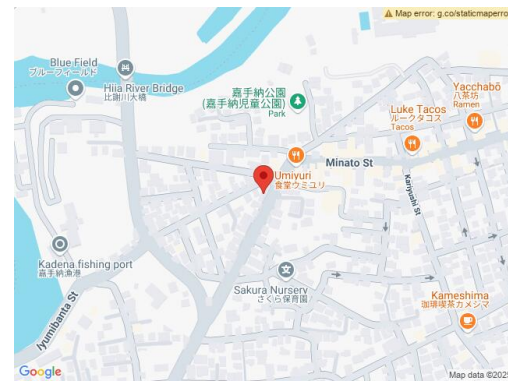 Map error: g.co/staticmaperro
Blue Field
ブルーフィールド
Hija River Bridge
比謝川大橋
嘉手納公園
(嘉手納児童公園)
Park
Yacchabō
八茶坊
Ramen
Luke Tacos
ルークタコス
Tacos
Minato St
Umiyuri
食堂ウミユリ
Kariyushi St
Kadena fishing port
嘉手納漁港
Sakura Nursery
さくら保育園
Iyumibanta St
Kameshima
珈琲喫茶カメジマ
Google
Map data ©2025